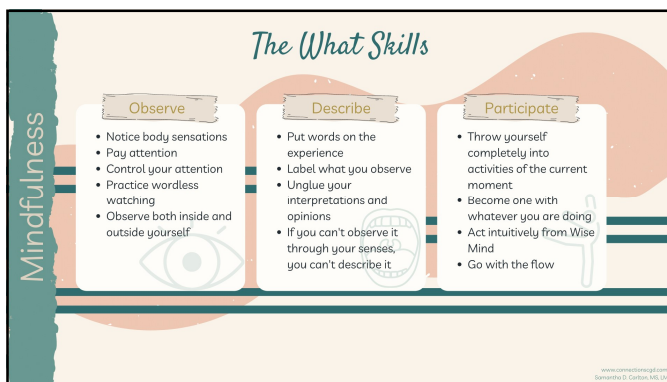 The What Skills
Mindfulness
Observe
• Notice body sensations
• Pay attention
• Control your attention
• Practice wordless
watching
• Observe both inside and
outside yourself
Describe
• Put words on the
experience
• Label what you observe
• Unglue your
interpretations and
opinions
• If you can't observe it
through your senses,
you can't describe it
Participate
• Throw yourself
completely into
activities of the current
moment
• Become one with
whatever you are doing
• Act intuitively from Wise
Mind
• Go with the flow
www.connectionscgd.com
Samantha D. Carlson, MS,